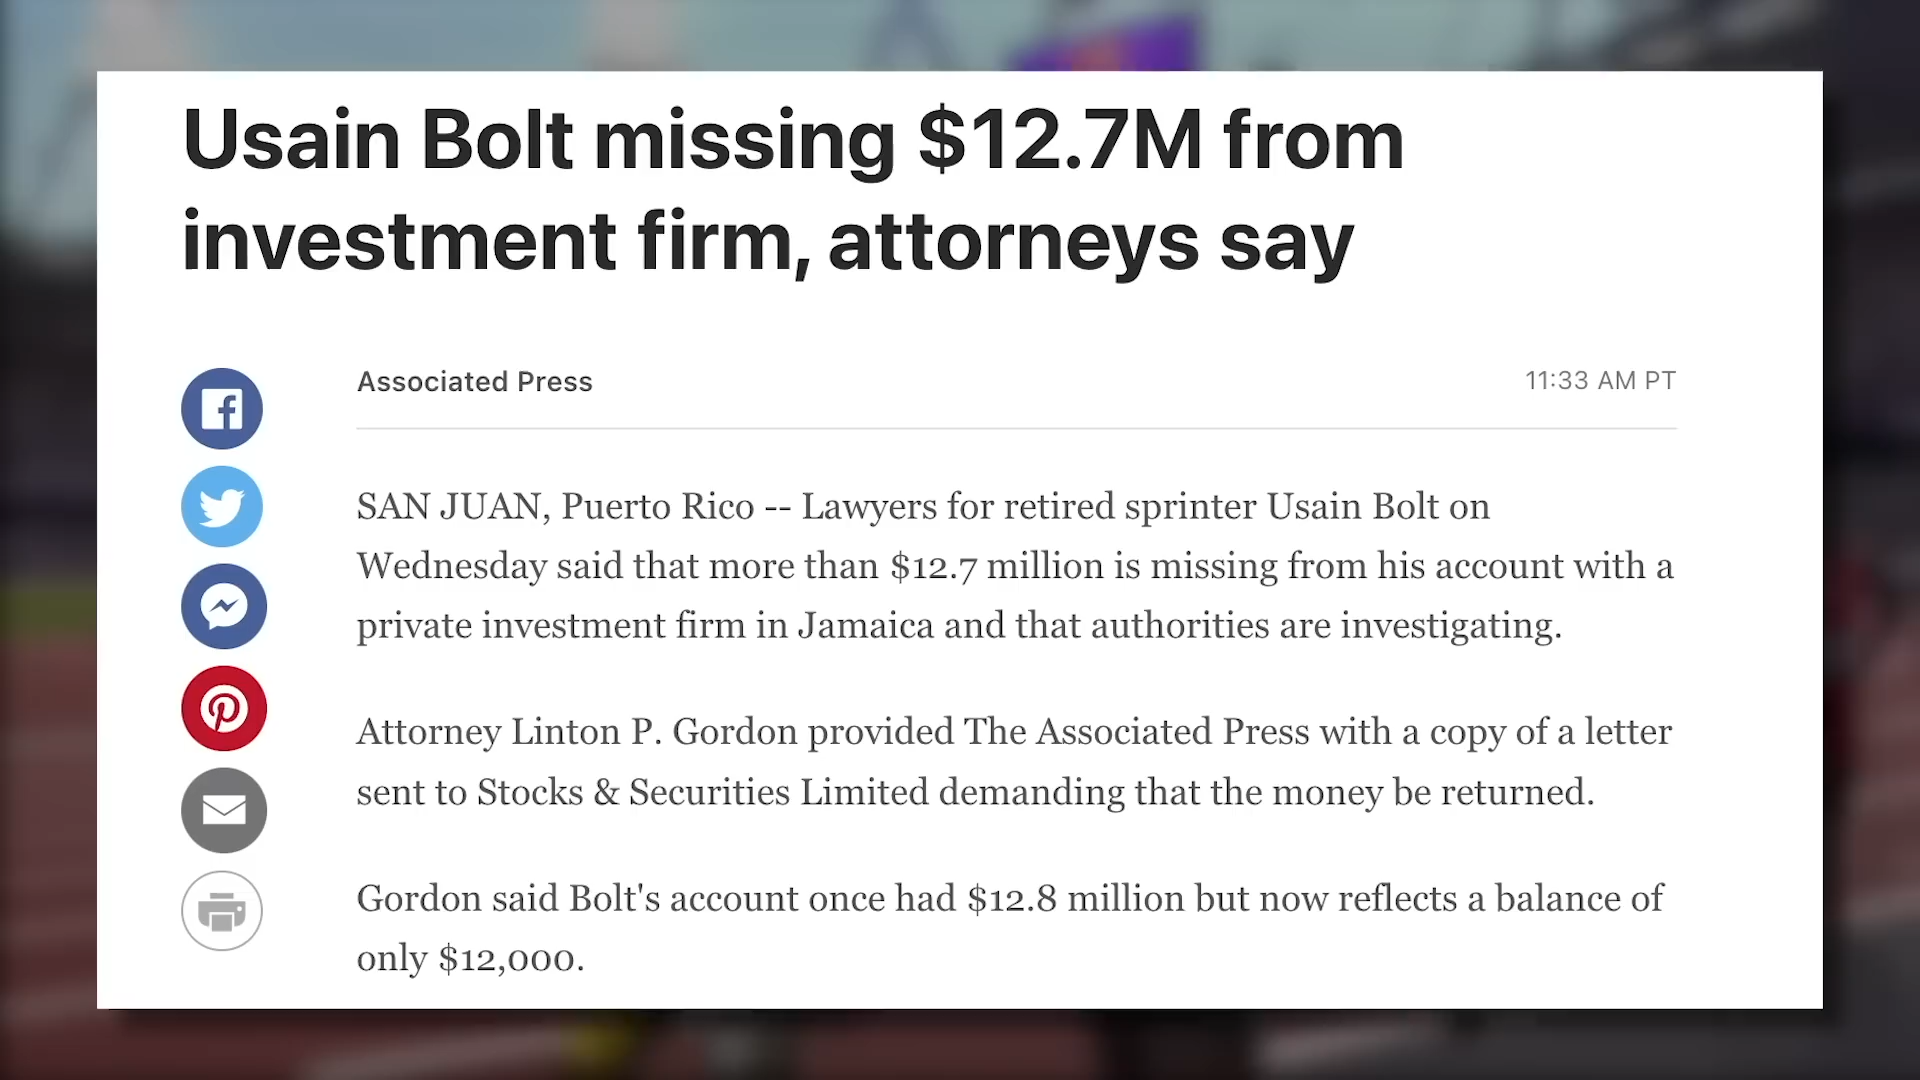 Usain Bolt missing $12.7M from
investment firm, attorneys say
Associated Press
11:33 AM PT
SAN JUAN, Puerto Rico -- Lawyers for retired sprinter Usain Bolt on
Wednesday said that more than $12.7 million is missing from his account with a
private investment firm in Jamaica and that authorities are investigating.
Attorney Linton P. Gordon provided The Associated Press with a copy of a letter
sent to Stocks & Securities Limited demanding that the money be returned.
Gordon said Bolt's account once had $12.8 million but now reflects a balance of
only $12,000.